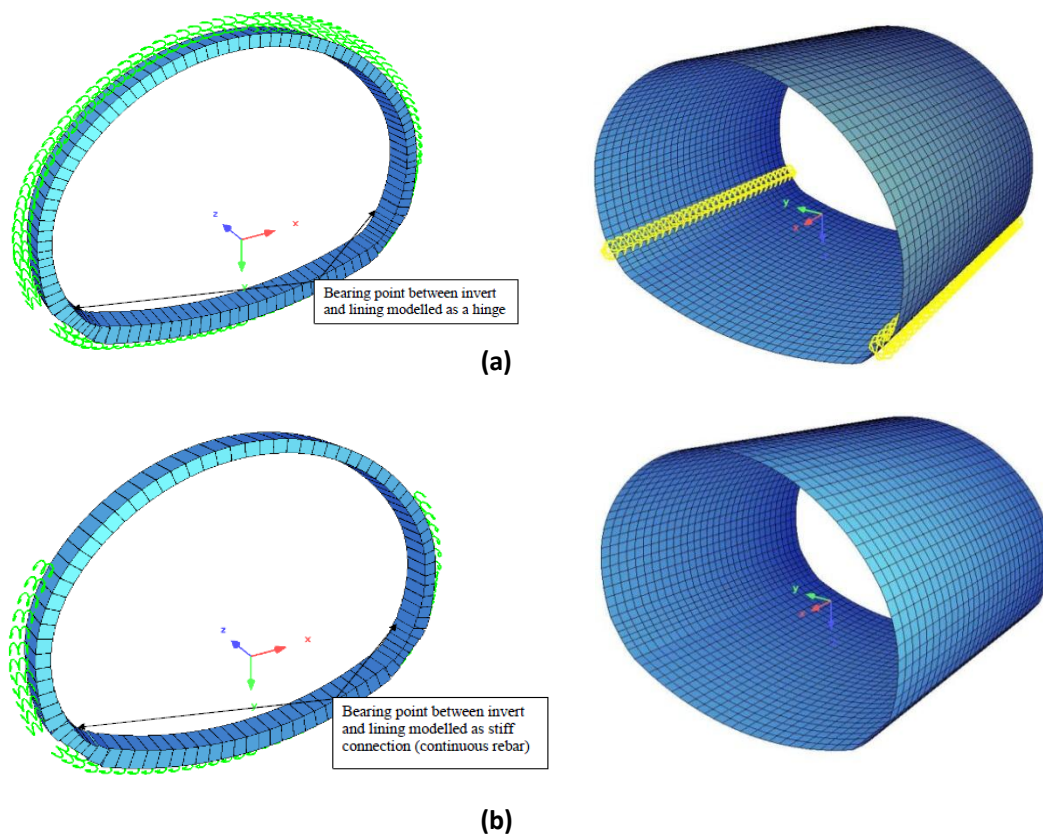 z
x
y
Bearing point between invert
and lining modelled as a hinge
y
(a)
z
x
Bearing point between invert
and lining modelled as stiff
connection (continuous rebar)
y
(b)